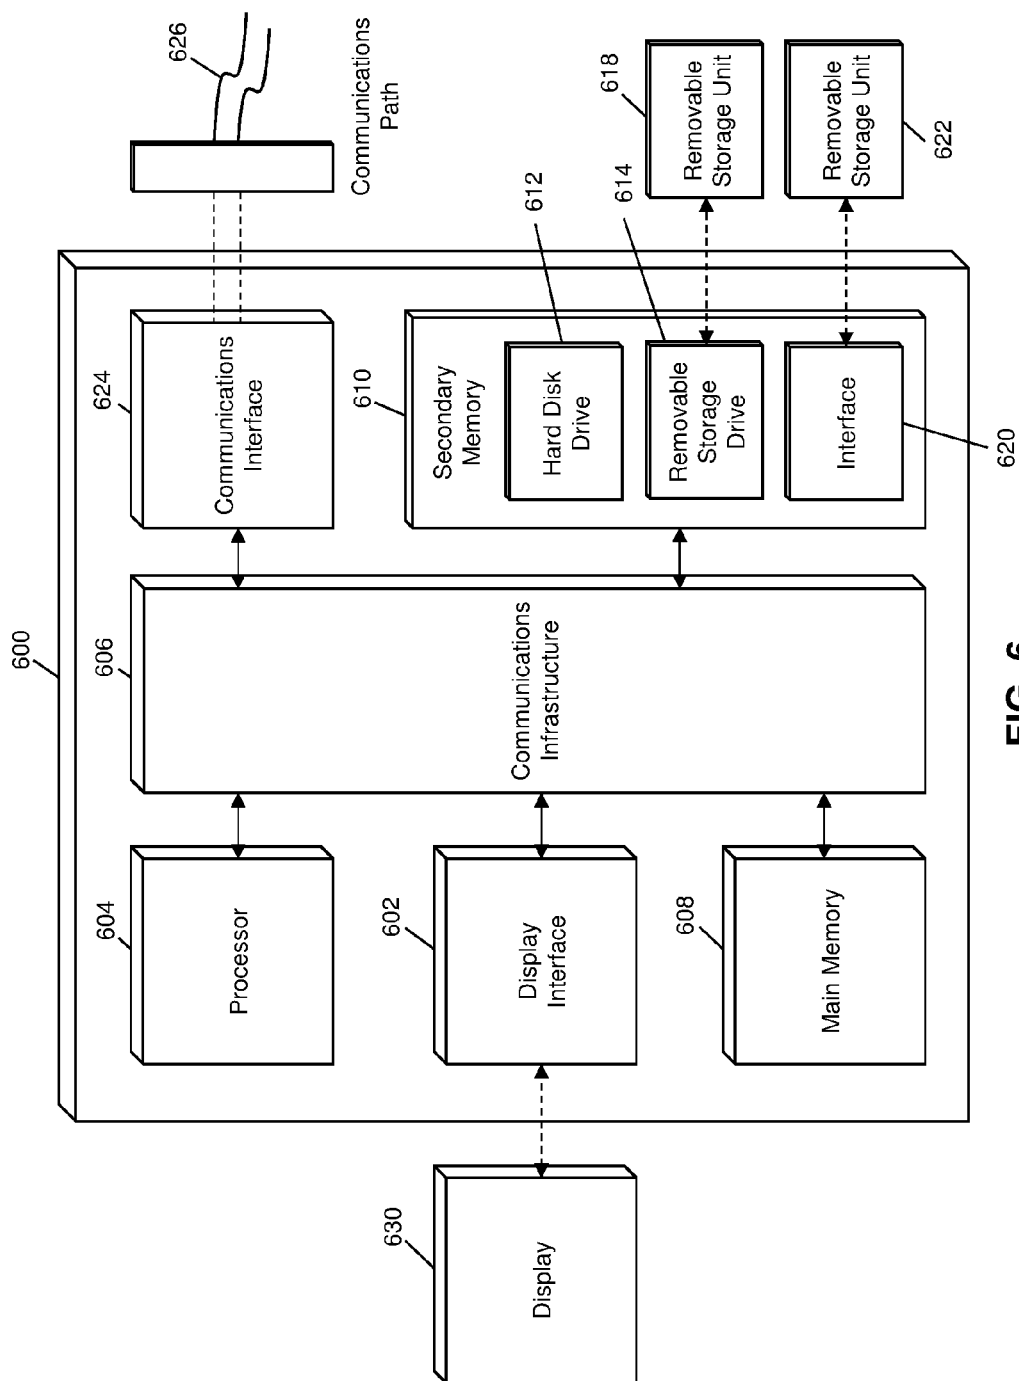 600
604
Processor
606
Communications
Infrastructure
624
Communications
Interface
626
Communications
Path
630
Display
602
Display
Interface
610
Secondary
Memory
612
Hard Disk
Drive
614
Removable
Storage
Drive
618
Removable
Storage Unit
608
Main Memory
Interface
620
Removable
Storage Unit
622
FIG. 6